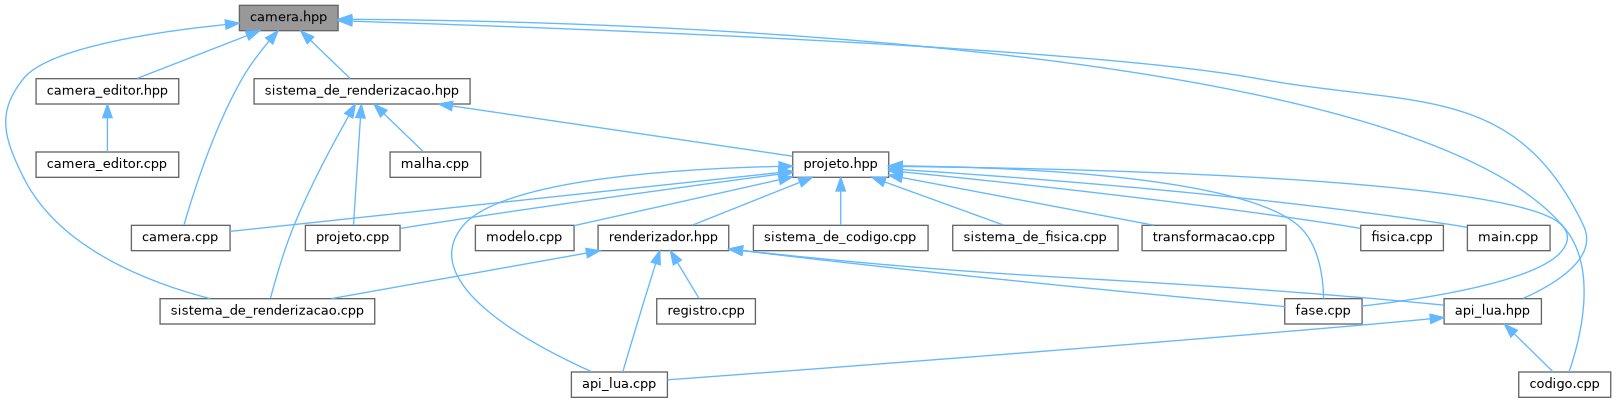 camera.hpp
camera_editor.hpp
sistema_de_renderizacao.hpp
camera_editor.cpp
malha.cpp
projeto.hpp
camera.cpp
projeto.cpp
modelo.cpp
renderizador.hpp
sistema_de_codigo.cpp
sistema_de_fisica.cpp
transformacao.cpp
fisica.cpp
main.cpp
sistema_de_renderizacao.cpp
registro.cpp
fase.cpp
api_lua.hpp
api_lua.cpp
codigo.cpp